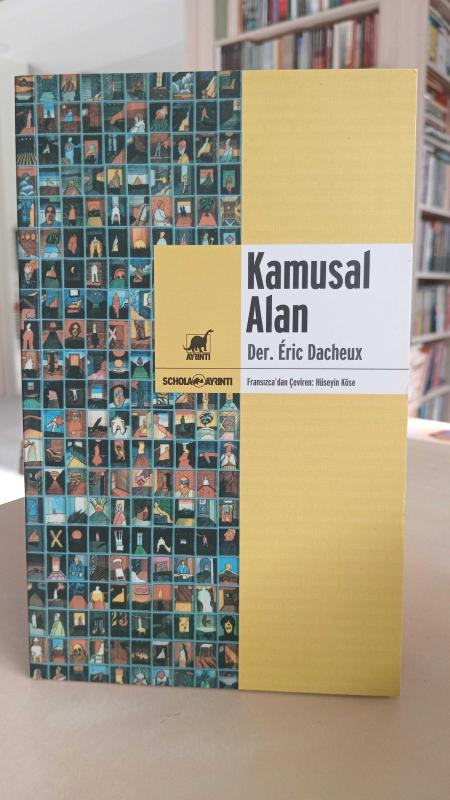 Kamusal
Alan
Der. Éric Dacheux
AYRINTI
SCHOLA AYRINTI
Fransızca'dan Çeviren: Hüseyin Köse